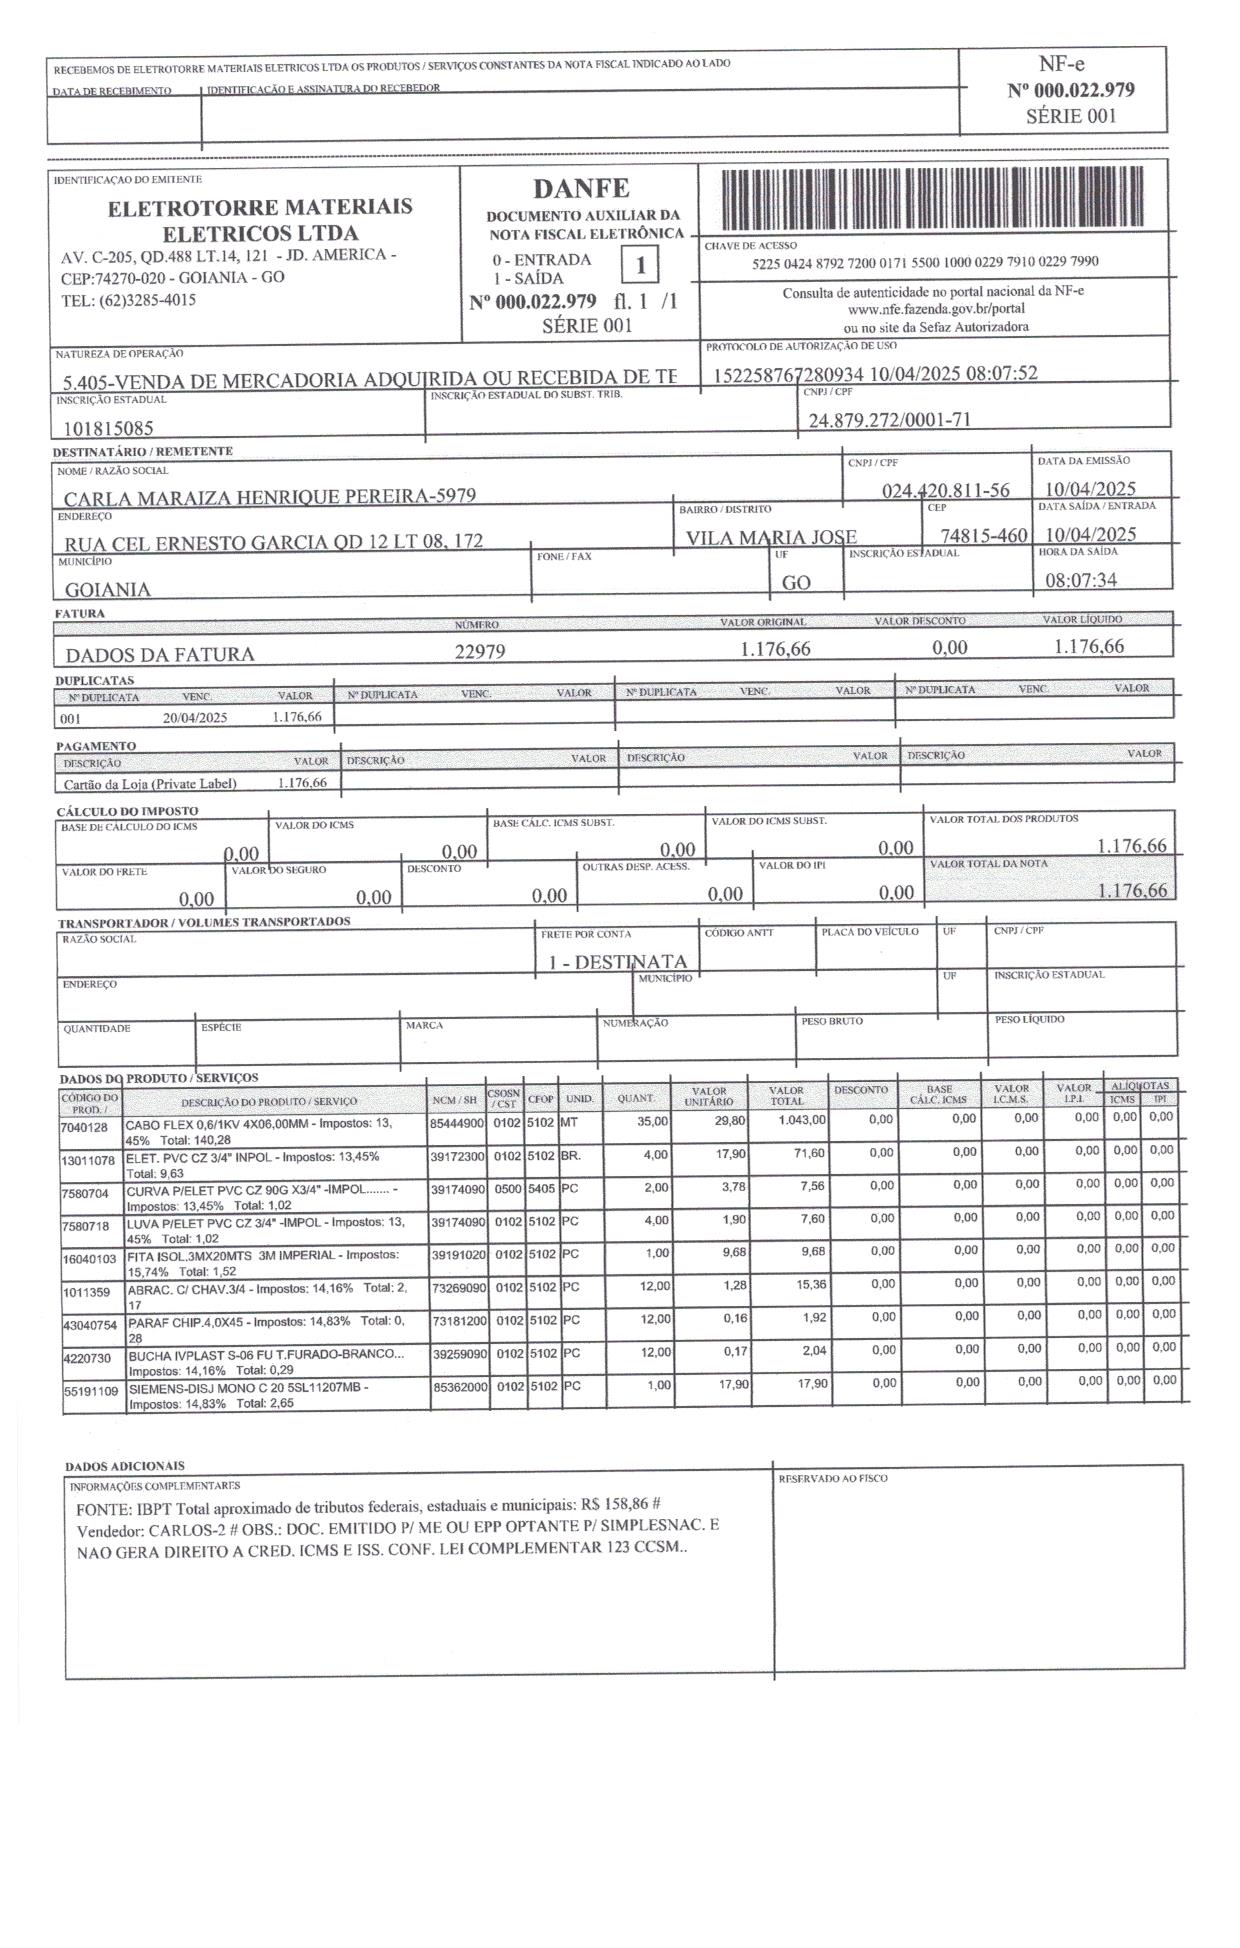 RECEBEMOS DE ELETROTORRE MATERIAIS ELETRICOS LTDA OS PRODUTOS / SERVIÇOS CONSTANTES DA NOTA FISCAL INDICADO AO LADO
DATA DE RECEBIMENTO IDENTIFICAÇÃO E ASSINATURA DO RECEBEDOR
NF-e
Nº 000.022.979
SÉRIE 001
IDENTIFICAÇAO DO EMITENTE
ELETROTORRE MATERIAIS
ELETRICOS LTDA
AV. C-205, QD.488 LT.14, 121 - JD. AMERICA -
CEP:74270-020 - GOIANIA - GO
TEL: (62)3285-4015
DANFE
DOCUMENTO AUXILIAR DA
NOTA FISCAL ELETRÔNICA
0 - ENTRADA
1 - SAÍDA
1
Nº 000.022.979 fl. 1 /1
SÉRIE 001
CHAVE DE ACESSO
5225 0424 8792 7200 0171 5500 1000 0229 7910 0229 7990
Consulta de autenticidade no portal nacional da NF-e
www.nfe.fazenda.gov.br/portal
ou no site da Sefaz Autorizadora
NATUREZA DE OPERAÇÃO
5.405-VENDA DE MERCADORIA ADQUIRIDA OU RECEBIDA DE TE
PROTOCOLO DE AUTORIZAÇÃO DE USO
152258767280934 10/04/2025 08:07:52
INSCRIÇÃO ESTADUAL INSCRIÇÃO ESTADUAL DO SUBST. TRIB. CNPJ / CPF
101815085 24.879.272/0001-71
DESTINATÁRIO / REMETENTE
NOME / RAZÃO SOCIAL CNPJ / CPF DATA DA EMISSÃO
CARLA MARAIZA HENRIQUE PEREIRA-5979 024.420.811-56 10/04/2025
ENDEREÇO BAIRRO / DISTRITO CEP DATA SAÍDA / ENTRADA
RUA CEL ERNESTO GARCIA QD 12 LT 08, 172 VILA MARIA JOSE 74815-460 10/04/2025
MUNICÍPIO FONE / FAX UF INSCRIÇÃO ESTADUAL HORA DA SAÍDA
GOIANIA GO 08:07:34
FATURA
NÚMERO VALOR ORIGINAL VALOR DESCONTO VALOR LÍQUIDO
DADOS DA FATURA 22979 1.176,66 0,00 1.176,66
DUPLICATAS
Nº DUPLICATA VENC. VALOR Nº DUPLICATA VENC. VALOR Nº DUPLICATA VENC. VALOR Nº DUPLICATA VENC. VALOR
001 20/04/2025 1.176,66
PAGAMENTO
DESCRIÇÃO VALOR DESCRIÇÃO VALOR DESCRIÇÃO VALOR DESCRIÇÃO VALOR
Cartão da Loja (Private Label) 1.176,66
CÁLCULO DO IMPOSTO
BASE DE CÁLCULO DO ICMS VALOR DO ICMS BASE CÁLC. ICMS SUBST. VALOR DO ICMS SUBST. VALOR TOTAL DOS PRODUTOS
0,00 0,00 0,00 0,00 1.176,66
VALOR DO FRETE VALOR DO SEGURO DESCONTO OUTRAS DESP. ACESS. VALOR DO IPI VALOR TOTAL DA NOTA
0,00 0,00 0,00 0,00 0,00 1.176,66
TRANSPORTADOR / VOLUMES TRANSPORTADOS
RAZÃO SOCIAL FRETE POR CONTA CÓDIGO ANTT PLACA DO VEÍCULO UF CNPJ / CPF
1 - DESTINATA
ENDEREÇO MUNICÍPIO UF INSCRIÇÃO ESTADUAL
QUANTIDADE ESPÉCIE MARCA NUMERAÇÃO PESO BRUTO PESO LÍQUIDO
DADOS DO PRODUTO / SERVIÇOS
CÓDIGO DO PROD. / DESCRIÇÃO DO PRODUTO / SERVIÇO NCM / SH CSOSN / CST CFOP UNID. QUANT. VALOR UNITÁRIO VALOR TOTAL DESCONTO BASE CÁLC. ICMS VALOR I.C.M.S. VALOR I.P.I. ALÍQUOTAS ICMS IPI
7040128 CABO FLEX 0,6/1KV 4X06,00MM - Impostos: 13, 85444900 0102 5102 MT 35,00 29,80 1.043,00 0,00 0,00 0,00 0,00 0,00 0,00
45% Total: 140,28
13011078 ELET. PVC CZ 3/4" INPOL - Impostos: 13,45% 39172300 0102 5102 BR. 4,00 17,90 71,60 0,00 0,00 0,00 0,00 0,00 0,00
Total: 9,63
7580704 CURVA P/ELET PVC CZ 90G X3/4" -IMPOL....... - 39174090 0500 5405 PC 2,00 3,78 7,56 0,00 0,00 0,00 0,00 0,00 0,00
Impostos: 13,45% Total: 1,02
7580718 LUVA P/ELET PVC CZ 3/4" -IMPOL - Impostos: 13, 39174090 0102 5102 PC 4,00 1,90 7,60 0,00 0,00 0,00 0,00 0,00 0,00
45% Total: 1,02
16040103 FITA ISOL.3MX20MTS 3M IMPERIAL - Impostos: 39191020 0102 5102 PC 1,00 9,68 9,68 0,00 0,00 0,00 0,00 0,00 0,00
15,74% Total: 1,52
1011359 ABRAC. C/ CHAV.3/4 - Impostos: 14,16% Total: 2, 73269090 0102 5102 PC 12,00 1,28 15,36 0,00 0,00 0,00 0,00 0,00 0,00
17
43040754 PARAF CHIP.4,0X45 - Impostos: 14,83% Total: 0, 73181200 0102 5102 PC 12,00 0,16 1,92 0,00 0,00 0,00 0,00 0,00 0,00
28
4220730 BUCHA IVPLAST S-06 FU T.FURADO-BRANCO... 39259090 0102 5102 PC 12,00 0,17 2,04 0,00 0,00 0,00 0,00 0,00 0,00
Impostos: 14,16% Total: 0,29
55191109 SIEMENS-DISJ MONO C 20 5SL11207MB - 85362000 0102 5102 PC 1,00 17,90 17,90 0,00 0,00 0,00 0,00 0,00 0,00
Impostos: 14,83% Total: 2,65
DADOS ADICIONAIS
INFORMAÇÕES COMPLEMENTARES RESERVADO AO FISCO
FONTE: IBPT Total aproximado de tributos federais, estaduais e municipais: R$ 158,86 #
Vendedor: CARLOS-2 # OBS.: DOC. EMITIDO P/ ME OU EPP OPTANTE P/ SIMPLESNAC. E
NAO GERA DIREITO A CRED. ICMS E ISS. CONF. LEI COMPLEMENTAR 123 CCSM..